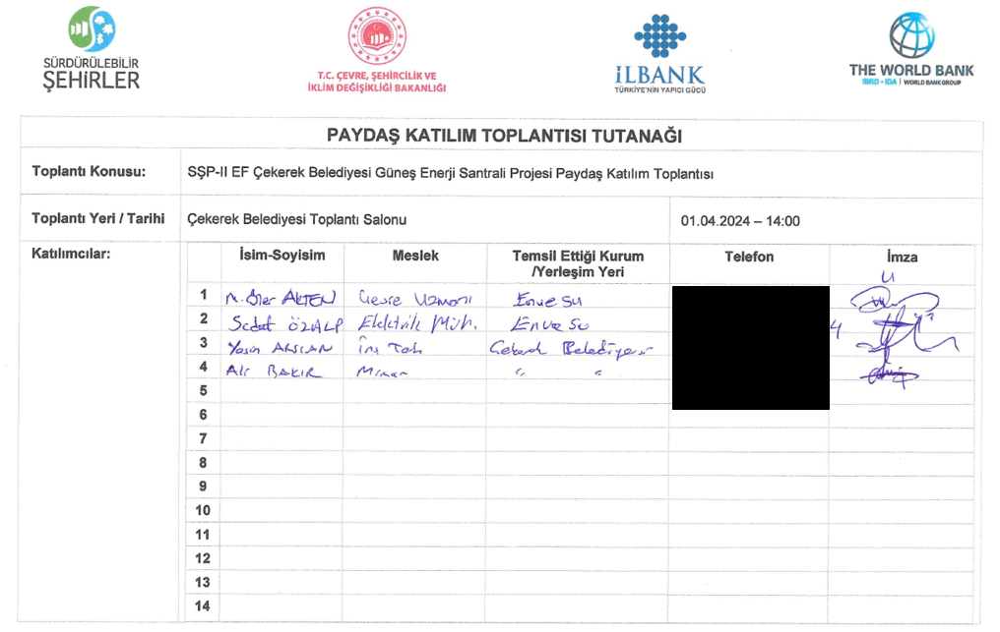 SÜRDÜRÜLEBİLİR
ŞEHİRLER
T.C. ÇEVRE, ŞEHİRCİLİK VE
İKLİM DEĞİŞİKLİĞİ BAKANLIĞI
İLBANK
TÜRKİYE'NİN YAPICI GÜCÜ
THE WORLD BANK
IBRD • IDA | WORLD BANK GROUP
PAYDAŞ KATILIM TOPLANTISI TUTANAĞI
Toplantı Konusu: SŞP-II EF Çekerek Belediyesi Güneş Enerji Santrali Projesi Paydaş Katılım Toplantısı
Toplantı Yeri / Tarihi Çekerek Belediyesi Toplantı Salonu 01.04.2024 – 14:00
Katılımcılar: İsim-Soyisim Meslek Temsil Ettiği Kurum /Yerleşim Yeri Telefon İmza
1 AKTEN Çevre Uzmanı Enve Su
2 Sedat ÖZALP Elektrik Müh. Enve Su
3 Yasin ARSLAN İnş Tek Çekerek Belediyesi
4 Ali BAKIR Mimar " "
5
6
7
8
9
10
11
12
13
14